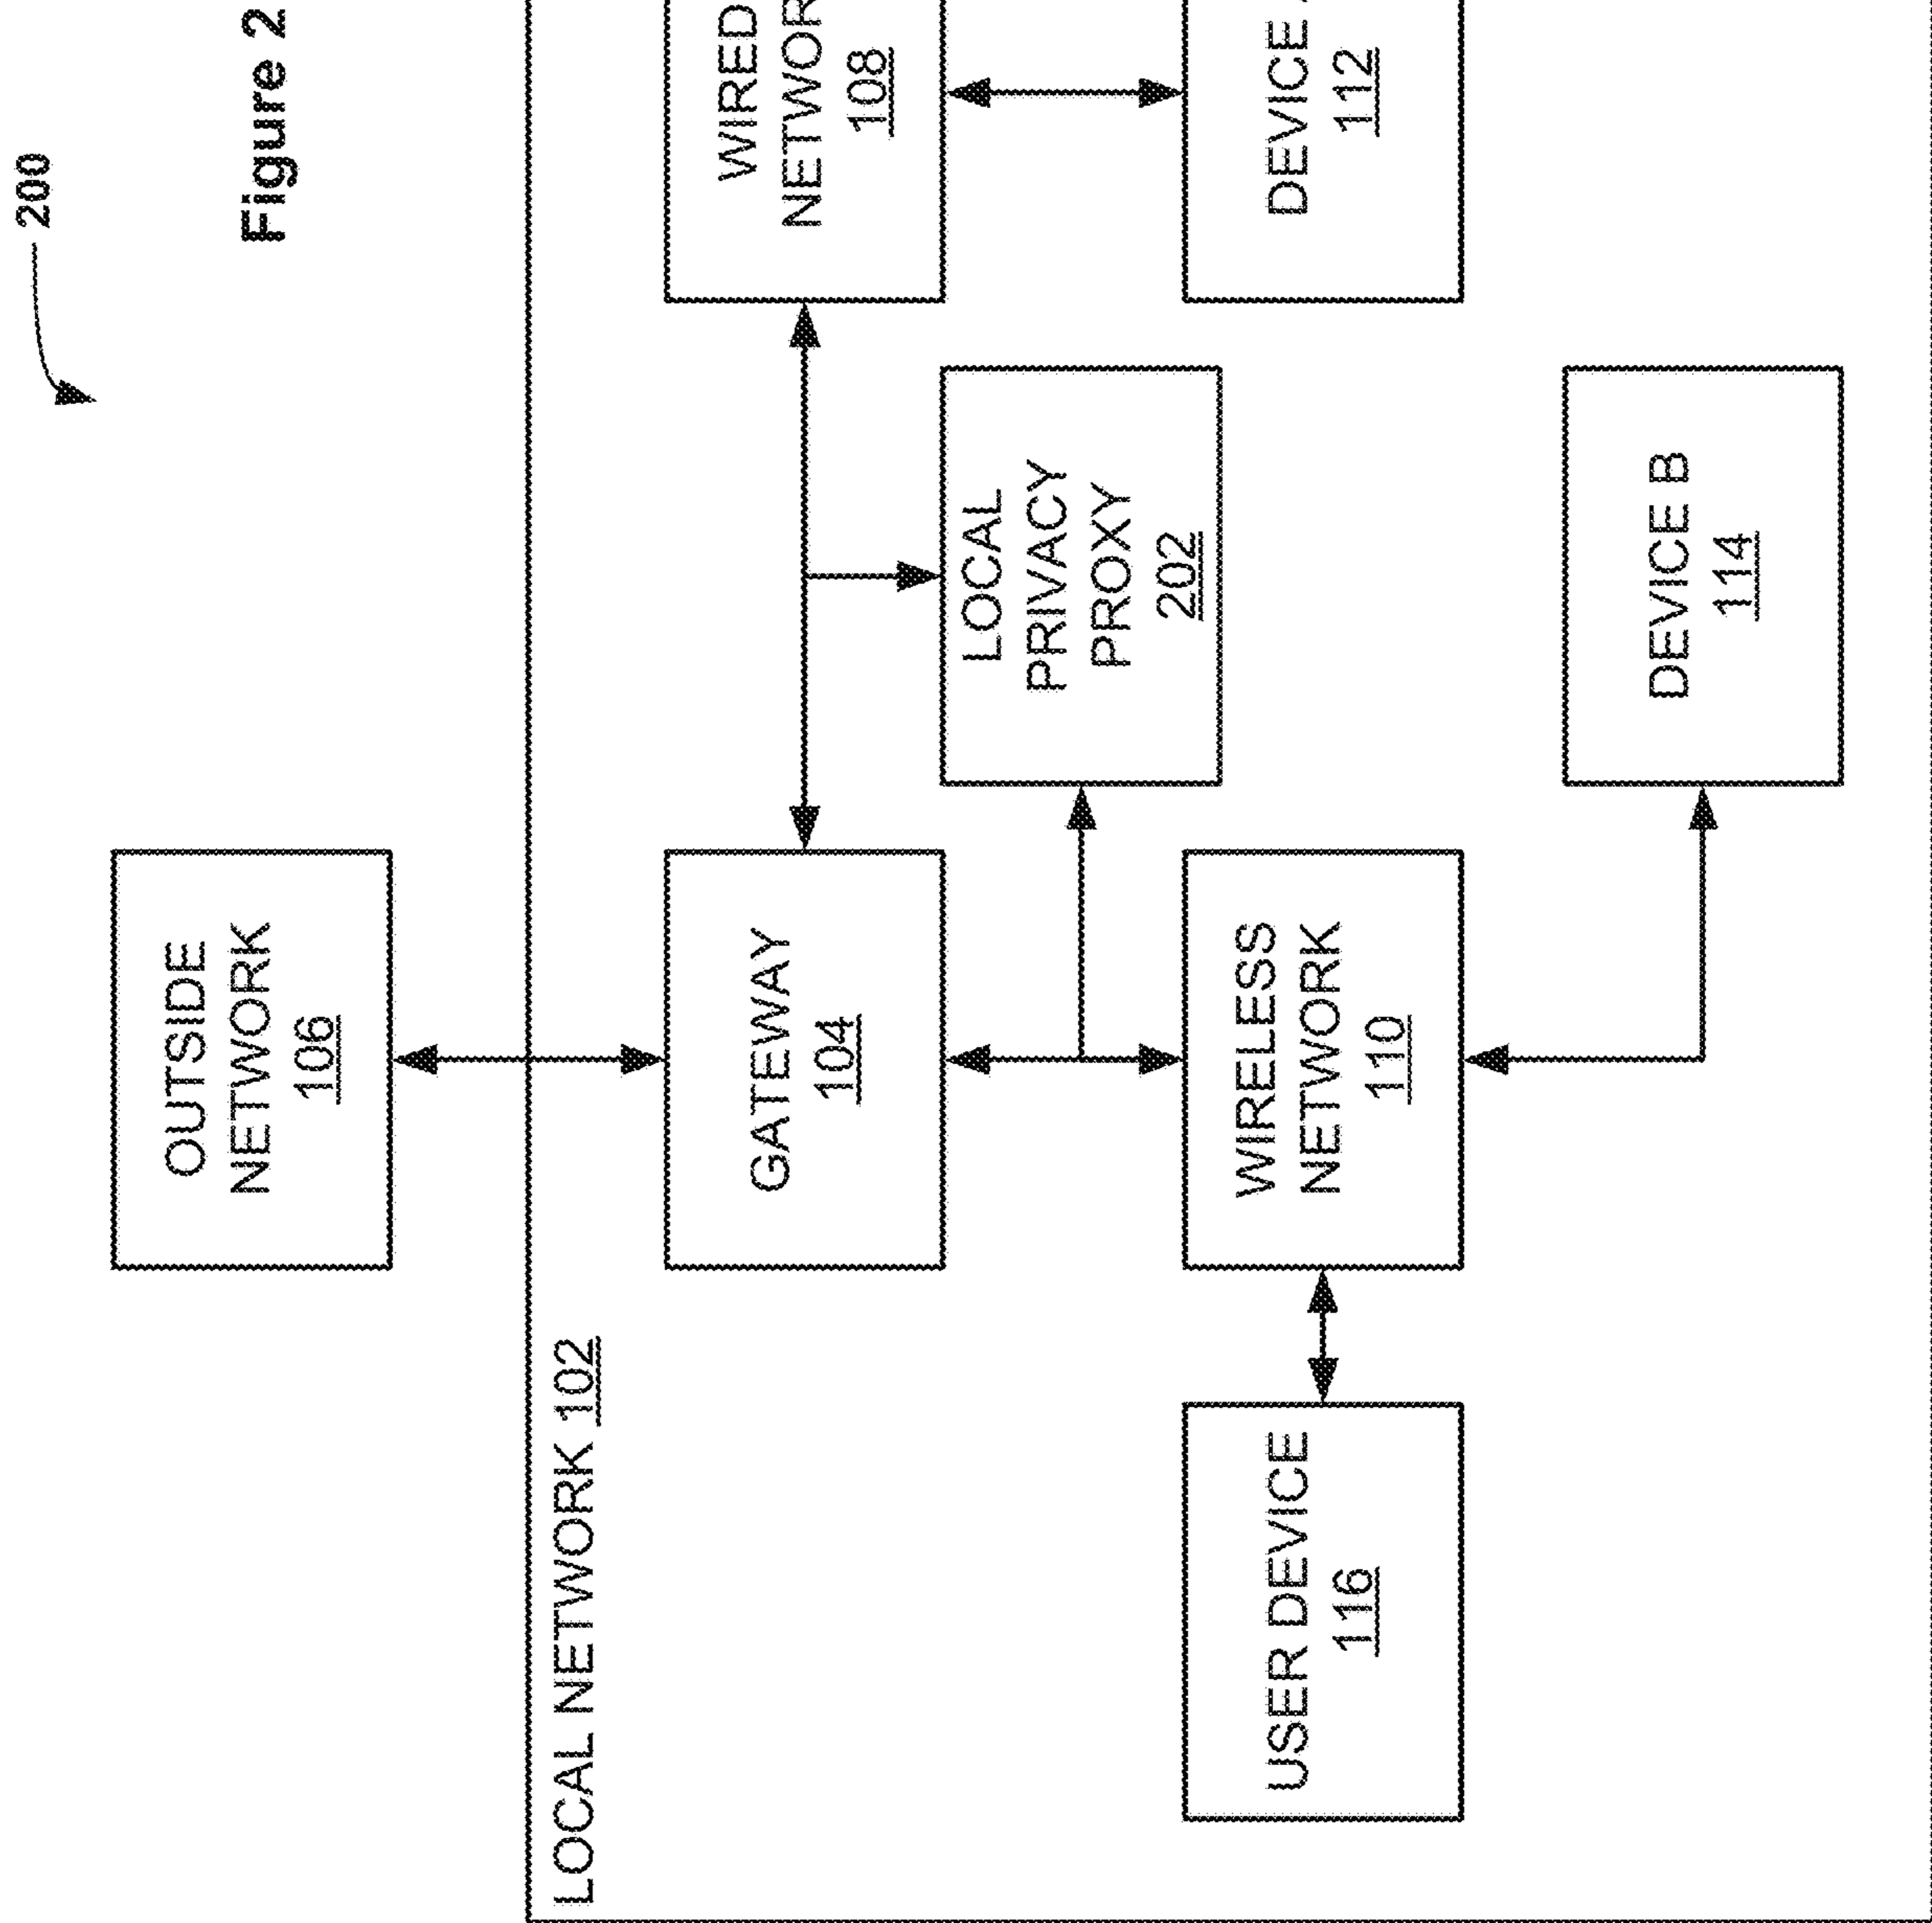 200
Figure 2
OUTSIDE
NETWORK
106
LOCAL NETWORK 102
GATEWAY
104
WIRED
NETWOR
108
LOCAL
PRIVACY
PROXY
202
USER DEVICE
116
WIRELESS
NETWORK
110
DEVICE
112
DEVICE B
114